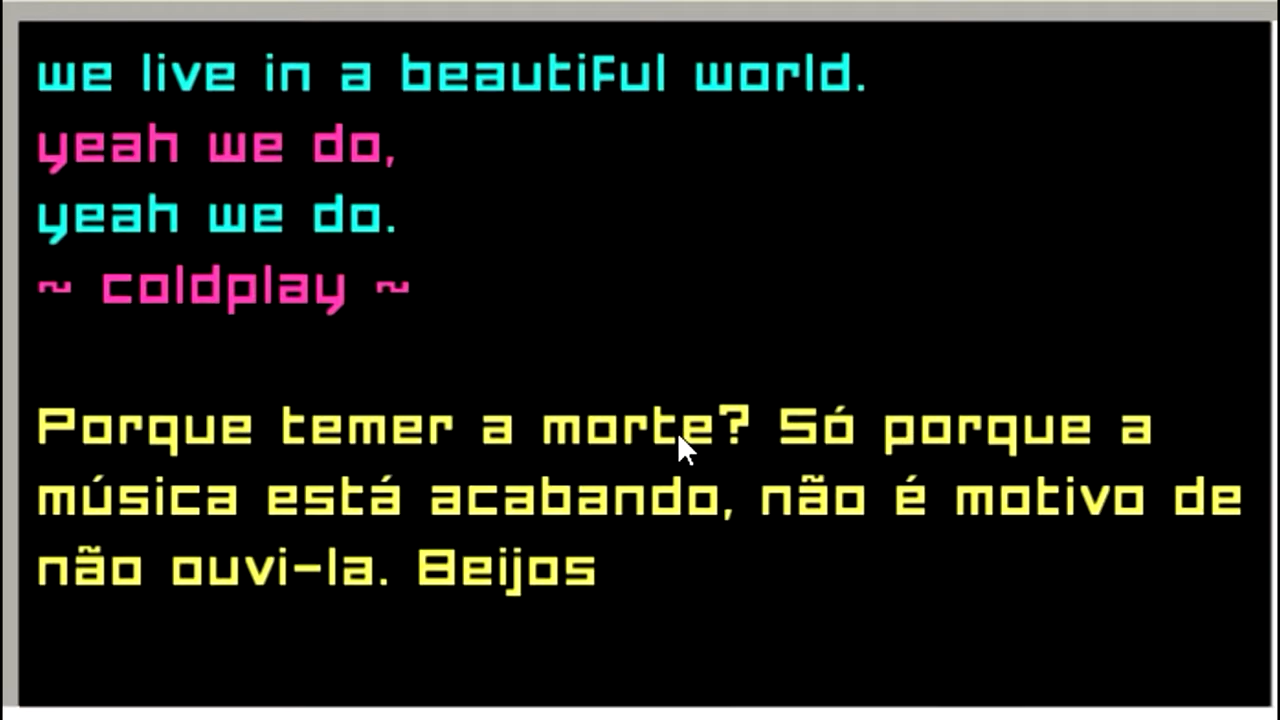 we live in a beautiful world.
yeah we do,
yeah we do.
~ coldplay ~
Porque temer a morte? Só porque a
música está acabando, não é motivo de
não ouvi-la. Beijos